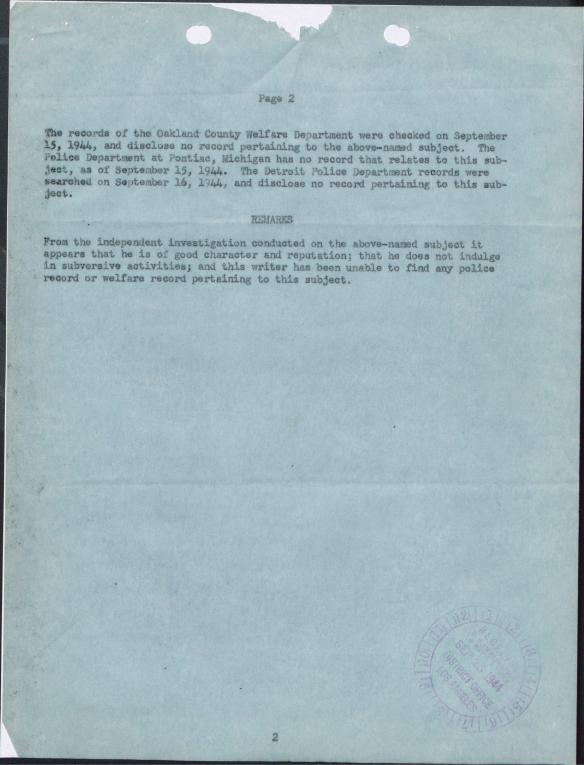 Page 2
The records of the Oakland County Welfare Department were checked on September
15, 1944, and disclose no record pertaining to the above-named subject. The
Police Department at Pontiac, Michigan has no record that relates to this sub-
ject, as of September 15, 1944. The Detroit Police Department records were
searched on September 16, 1944, and disclose no record pertaining to this sub-
ject.
REMARKS
From the independent investigation conducted on the above-named subject it
appears that he is of good character and reputation; that he does not indulge
in subversive activities; and this writer has been unable to find any police
record or welfare record pertaining to this subject.
SEP 1944
DISTRICT OFFICE
LOS ANGELES
2